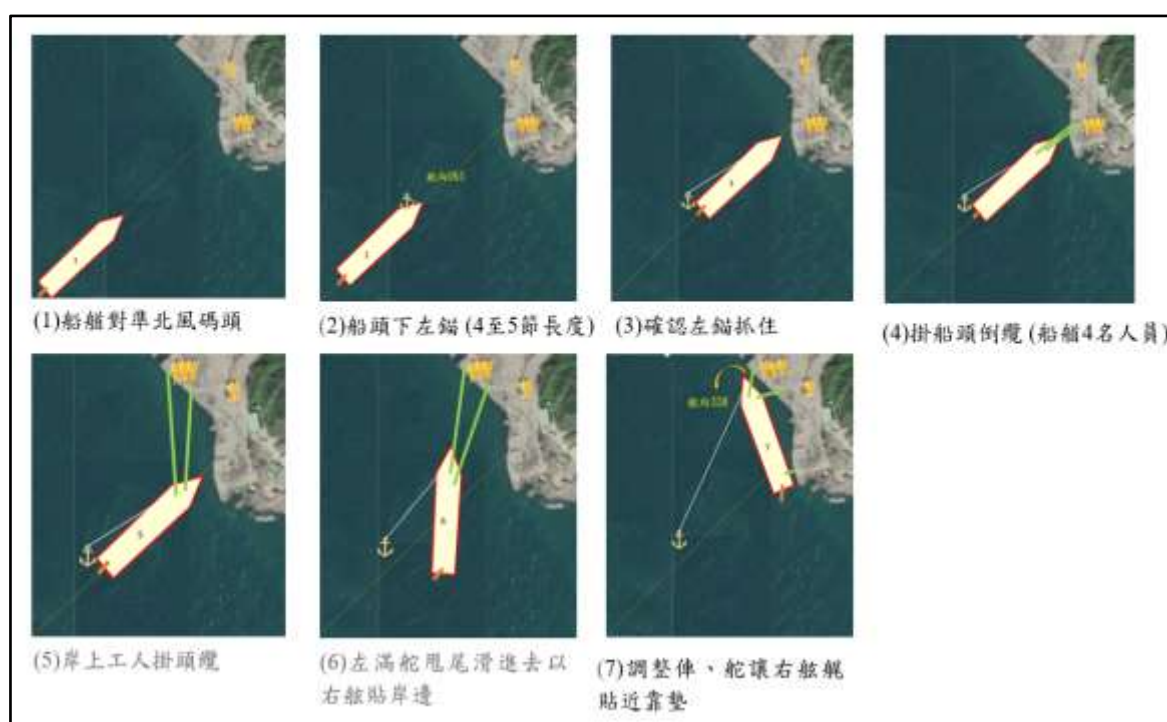 (1)船艏對準北風碼頭
(2)船頭下左錨 (4至5節長度)
(3)確認左錨抓住
(4)掛船頭倒纜 (船艏4名人員)
(5)岸上工人掛頭纜
(6)左滿舵甩尾滑進去以
右舷貼岸邊
(7)調整俥、舵讓右舷艉
貼近靠墊